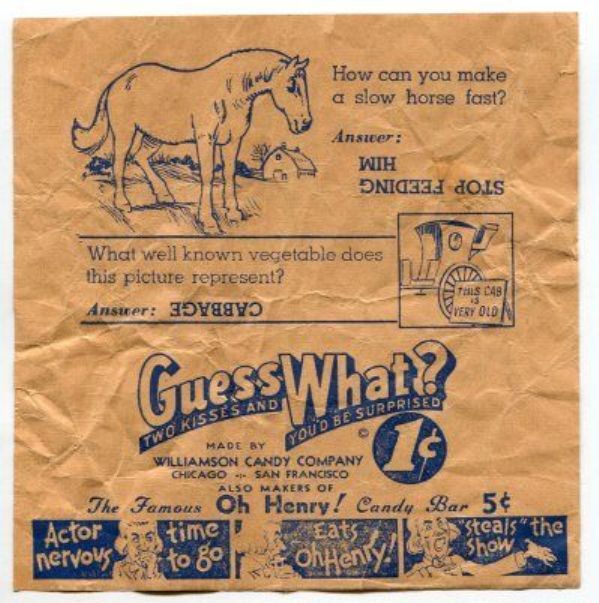 How can you make
a slow horse fast?
Answer:
STOP FEEDING
HIM
What well known vegetable does
this picture represent?
Answer: CABBAGE
THIS CAB
IS
VERY OLD
Guess What?
TWO KISSES AND YOU'D BE SURPRISED
© 1¢
MADE BY
WILLIAMSON CANDY COMPANY
CHICAGO -:- SAN FRANCISCO
ALSO MAKERS OF
The Famous Oh Henry! Candy Bar 5¢
Actor nervous
time to go
Eats Oh Henry!
"steals" the show